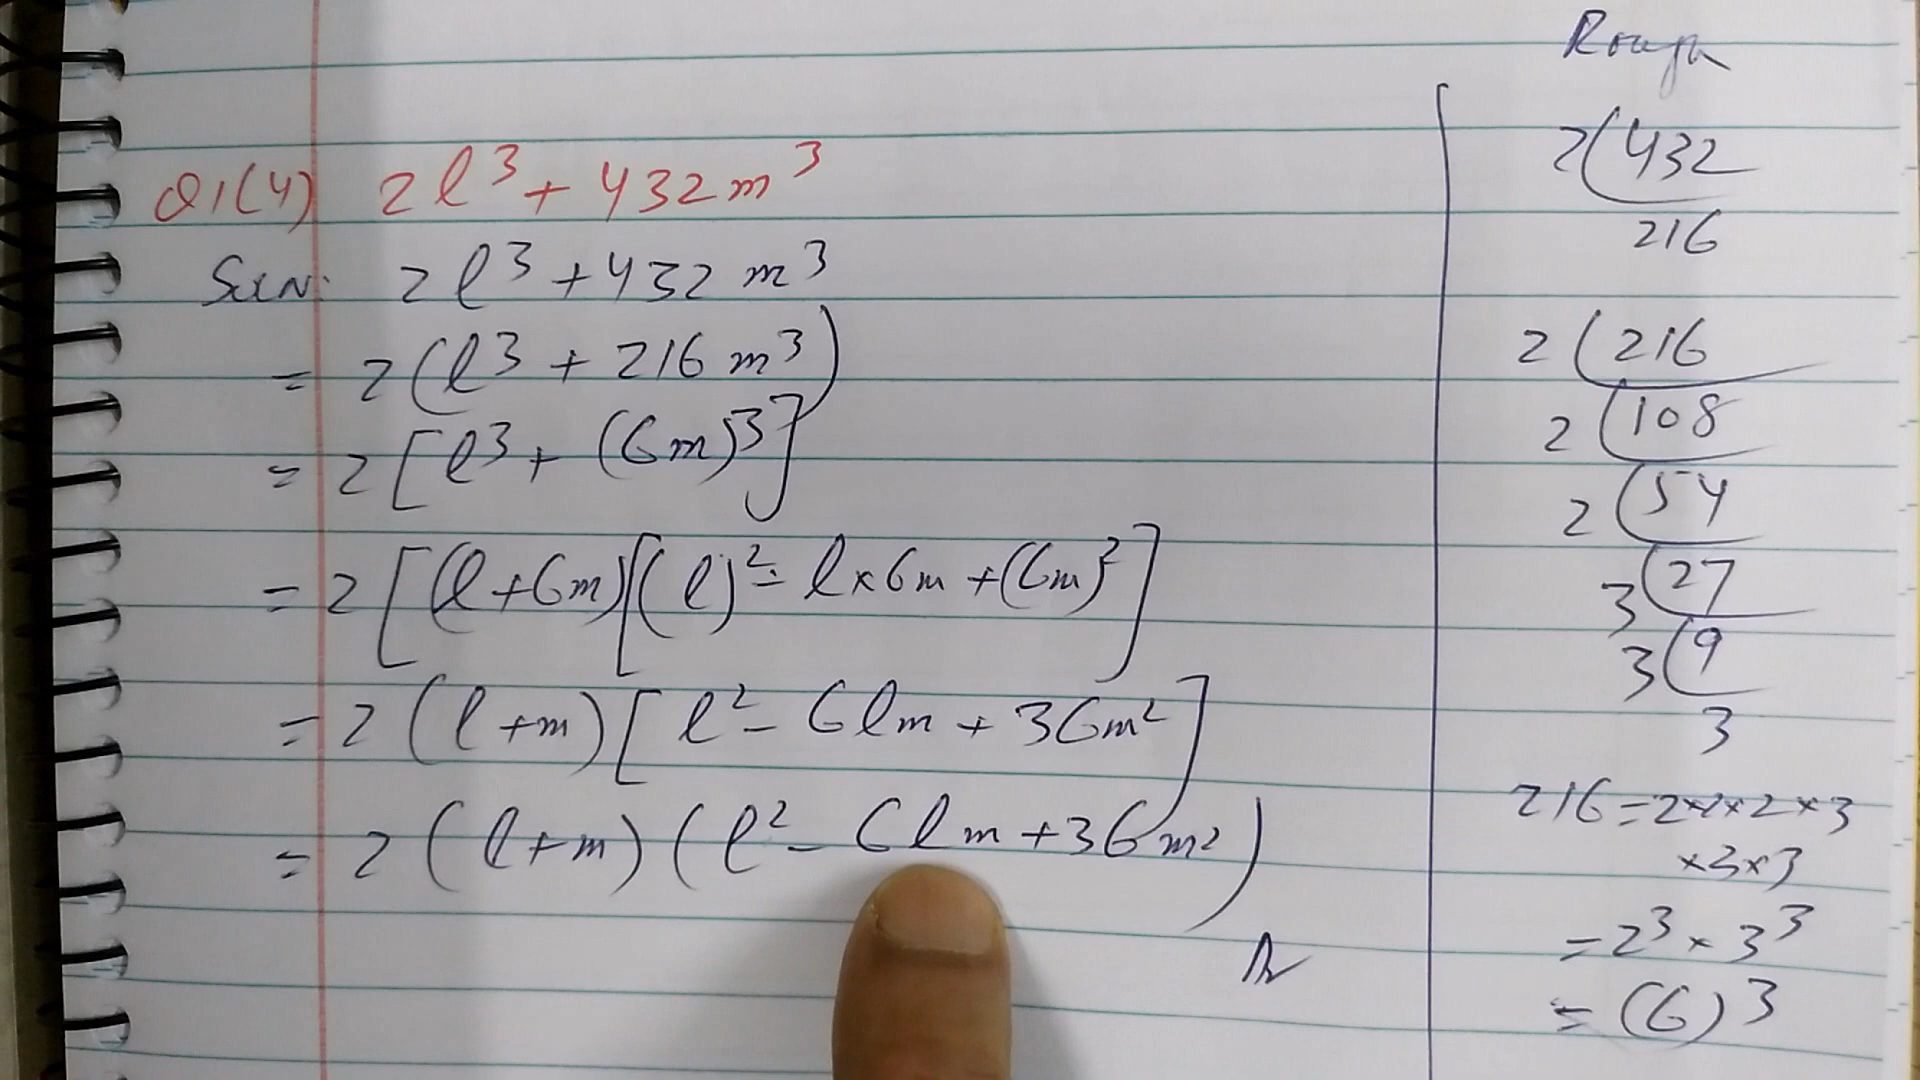 Q1(4) 2l³ + 432m³
Soln: 2l³ + 432m³
= 2(l³ + 216m³)
= 2[l³ + (6m)³]
= 2[(l+6m)[(l)² - l×6m + (6m)²]
= 2(l+m)[l² - 6lm + 36m²]
= 2(l+m)(l² - 6lm + 36m²)
Rough
2(432
216
2(216
2(108
2(54
3(27
3(9
3
216 = 2×2×2×3
×3×3
= 2³ × 3³
= (6)³